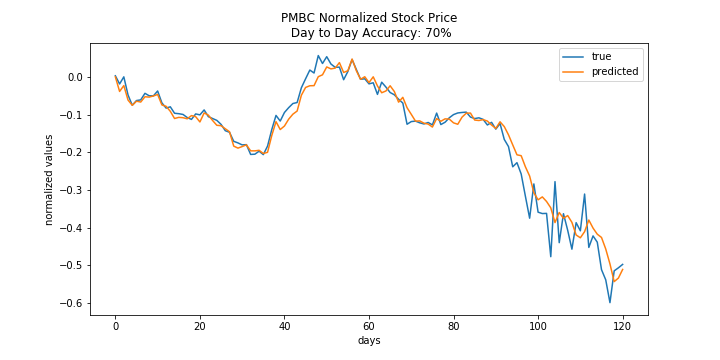 PMBC Normalized Stock Price
Day to Day Accuracy: 70%
true
predicted
normalized values
0.0
−0.1
−0.2
−0.3
−0.4
−0.5
−0.6
0 20 40 60 80 100 120
days